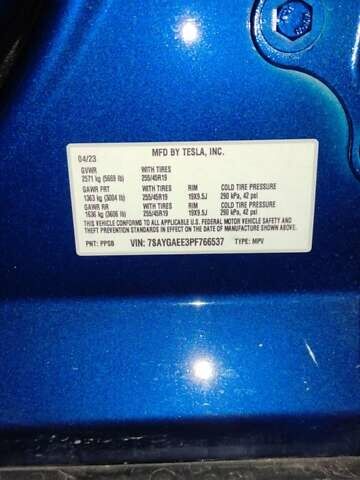 MFD BY TESLA, INC.
04/23
GVWR WITH TIRES
2571 kg (5669 lb) 255/45R19
GAWR FRT WITH TIRES RIM COLD TIRE PRESSURE
1363 kg (3004 lb) 255/45R19 19X9.5J 290 kPa, 42 psi
GAWR RR WITH TIRES RIM COLD TIRE PRESSURE
1636 kg (3606 lb) 255/45R19 19X9.5J 290 kPa, 42 psi
THIS VEHICLE CONFORMS TO ALL APPLICABLE U.S. FEDERAL MOTOR VEHICLE SAFETY
AND THEFT PREVENTION STANDARDS IN EFFECT ON THE DATE OF MANUFACTURE SHOWN ABOVE.
PNT: PPSB VIN: 7SAYGAEE3PF766537 TYPE: MPV